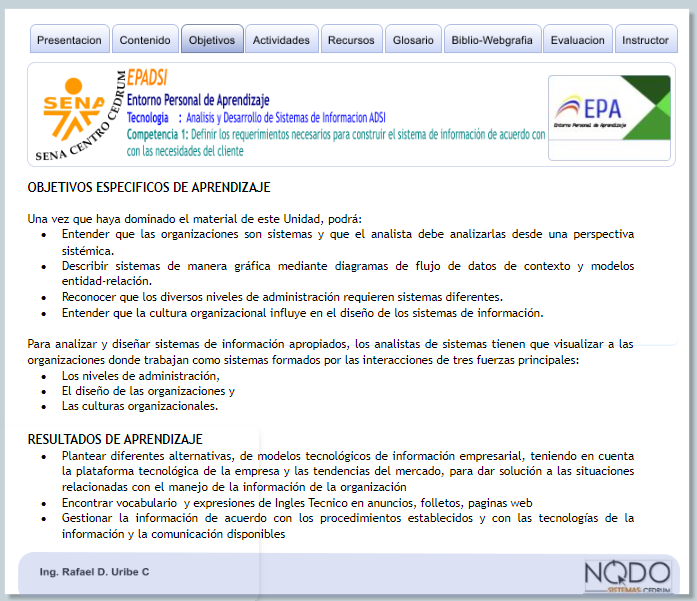 Presentacion Contenido Objetivos Actividades Recursos Glosario Biblio-Webgrafia Evaluacion Instructor
SENA
SENA CENTRO CEDRUM
EPADSI
Entorno Personal de Aprendizaje
Tecnologia : Analisis y Desarrollo de Sistemas de Informacion ADSI
Competencia 1: Definir los requerimientos necesarios para construir el sistema de información de acuerdo con
con las necesidades del cliente
EPA
Entorno Personal de Aprendizaje
OBJETIVOS ESPECIFICOS DE APRENDIZAJE
Una vez que haya dominado el material de este Unidad, podrá:
• Entender que las organizaciones son sistemas y que el analista debe analizarlas desde una perspectiva
sistémica.
• Describir sistemas de manera gráfica mediante diagramas de flujo de datos de contexto y modelos
entidad-relación.
• Reconocer que los diversos niveles de administración requieren sistemas diferentes.
• Entender que la cultura organizacional influye en el diseño de los sistemas de información.
Para analizar y diseñar sistemas de información apropiados, los analistas de sistemas tienen que visualizar a las
organizaciones donde trabajan como sistemas formados por las interacciones de tres fuerzas principales:
• Los niveles de administración,
• El diseño de las organizaciones y
• Las culturas organizacionales.
RESULTADOS DE APRENDIZAJE
• Plantear diferentes alternativas, de modelos tecnológicos de información empresarial, teniendo en cuenta
la plataforma tecnológica de la empresa y las tendencias del mercado, para dar solución a las situaciones
relacionadas con el manejo de la información de la organización
• Encontrar vocabulario y expresiones de Ingles Tecnico en anuncios, folletos, paginas web
• Gestionar la información de acuerdo con los procedimientos establecidos y con las tecnologías de la
información y la comunicación disponibles
Ing. Rafael D. Uribe C
NODO
SISTEMAS CEDRUM